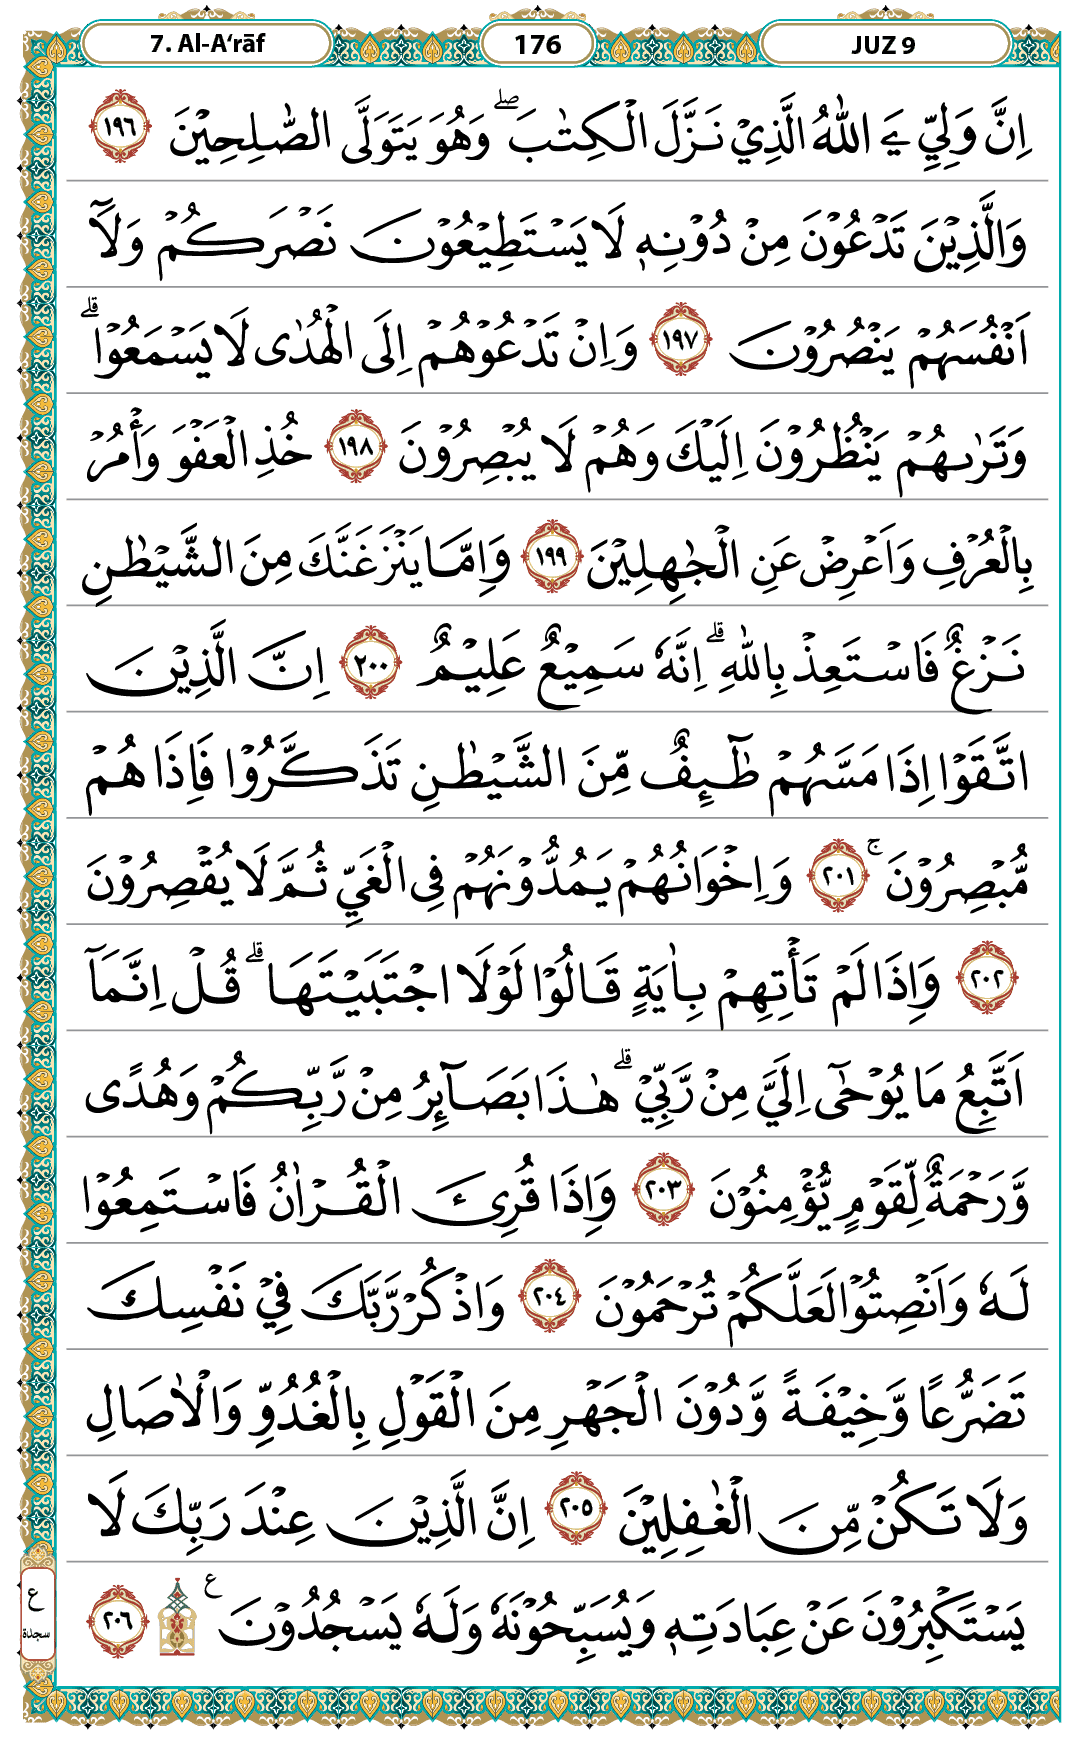 7. Al-A‘rāf 176 JUZ 9
اِنَّ وَلِيِّ ـے َ اللّٰهُ الَّذِيْ نَزَّلَ الْكِتٰبَ ۖ وَهُوَ يَتَوَلَّى الصّٰلِحِيْنَ ١٩٦
وَالَّذِيْنَ تَدْعُوْنَ مِنْ دُوْنِهٖ لَا يَسْتَطِيْعُوْنَ نَصْرَكُمْ وَلَآ
اَنْفُسَهُمْ يَنْصُرُوْنَ ١٩٧ وَاِنْ تَدْعُوْهُمْ اِلَى الْهُدٰى لَا يَسْمَعُوْا ۗ
وَتَرٰىهُمْ يَنْظُرُوْنَ اِلَيْكَ وَهُمْ لَا يُبْصِرُوْنَ ١٩٨ خُذِ الْعَفْوَ وَأْمُرْ
بِالْعُرْفِ وَاَعْرِضْ عَنِ الْجٰهِلِيْنَ ١٩٩ وَاِمَّا يَنْزَغَنَّكَ مِنَ الشَّيْطٰنِ
نَزْغٌ فَاسْتَعِذْ بِاللّٰهِ ۗ اِنَّهٗ سَمِيْعٌ عَلِيْمٌ ٢٠٠ اِنَّ الَّذِيْنَ
اتَّقَوْا اِذَا مَسَّهُمْ طٰٓئِفٌ مِّنَ الشَّيْطٰنِ تَذَكَّرُوْا فَاِذَا هُمْ
مُّبْصِرُوْنَ ۚ ٢٠١ وَاِخْوَانُهُمْ يَمُدُّوْنَهُمْ فِى الْغَيِّ ثُمَّ لَا يُقْصِرُوْنَ
٢٠٢ وَاِذَا لَمْ تَأْتِهِمْ بِاٰيَةٍ قَالُوْا لَوْلَا اجْتَبَيْتَهَا ۗ قُلْ اِنَّمَآ
اَتَّبِعُ مَا يُوْحٰٓى اِلَيَّ مِنْ رَّبِّيْ ۗ هٰذَا بَصَآئِرُ مِنْ رَّبِّكُمْ وَهُدًى
وَّرَحْمَةٌ لِّقَوْمٍ يُّؤْمِنُوْنَ ٢٠٣ وَاِذَا قُرِئَ الْقُرْاٰنُ فَاسْتَمِعُوْا
لَهٗ وَاَنْصِتُوْا لَعَلَّكُمْ تُرْحَمُوْنَ ٢٠٤ وَاذْكُرْ رَّبَّكَ فِيْ نَفْسِكَ
تَضَرُّعًا وَّخِيْفَةً وَّدُوْنَ الْجَهْرِ مِنَ الْقَوْلِ بِالْغُدُوِّ وَالْاٰصَالِ
وَلَا تَكُنْ مِّنَ الْغٰفِلِيْنَ ٢٠٥ اِنَّ الَّذِيْنَ عِنْدَ رَبِّكَ لَا
يَسْتَكْبِرُوْنَ عَنْ عِبَادَتِهٖ وَيُسَبِّحُوْنَهٗ وَلَهٗ يَسْجُدُوْنَ ع ۩ ٢٠٦
ع
سجدة